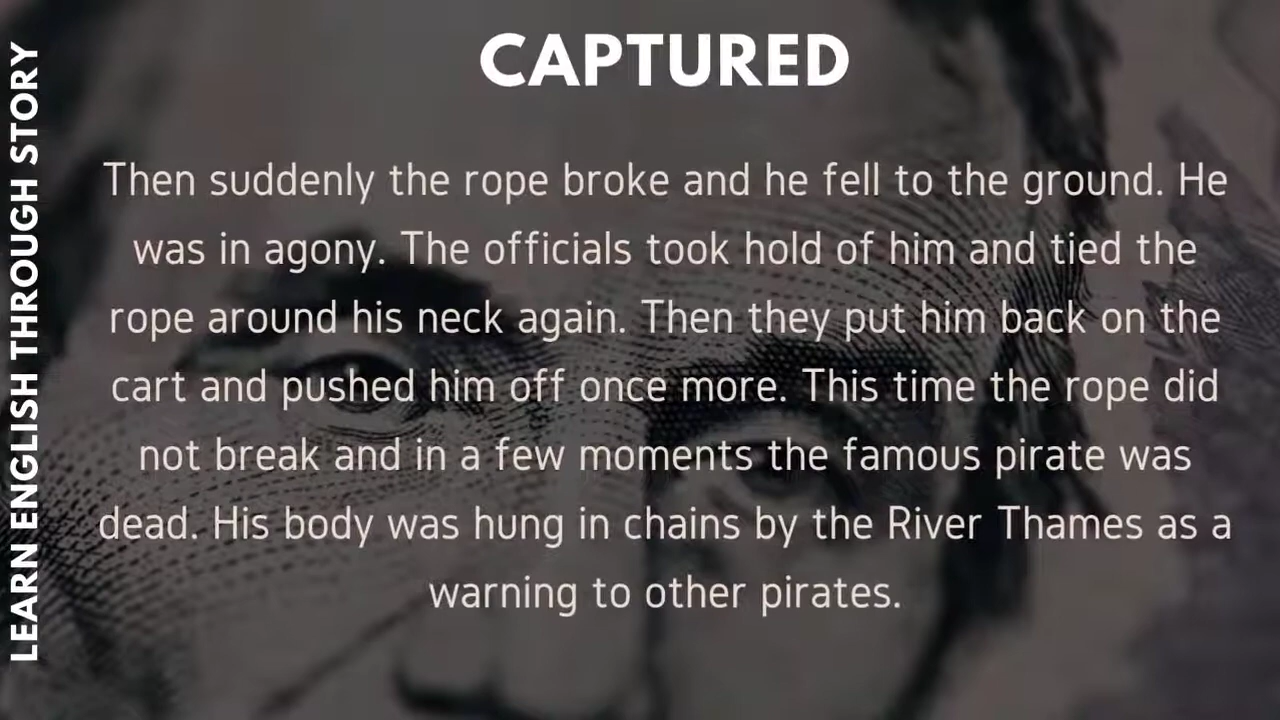 CAPTURED
Then suddenly the rope broke and he fell to the ground. He
was in agony. The officials took hold of him and tied the
rope around his neck again. Then they put him back on the
cart and pushed him off once more. This time the rope did
not break and in a few moments the famous pirate was
dead. His body was hung in chains by the River Thames as a
warning to other pirates.
LEARN ENGLISH THROUGH STORY